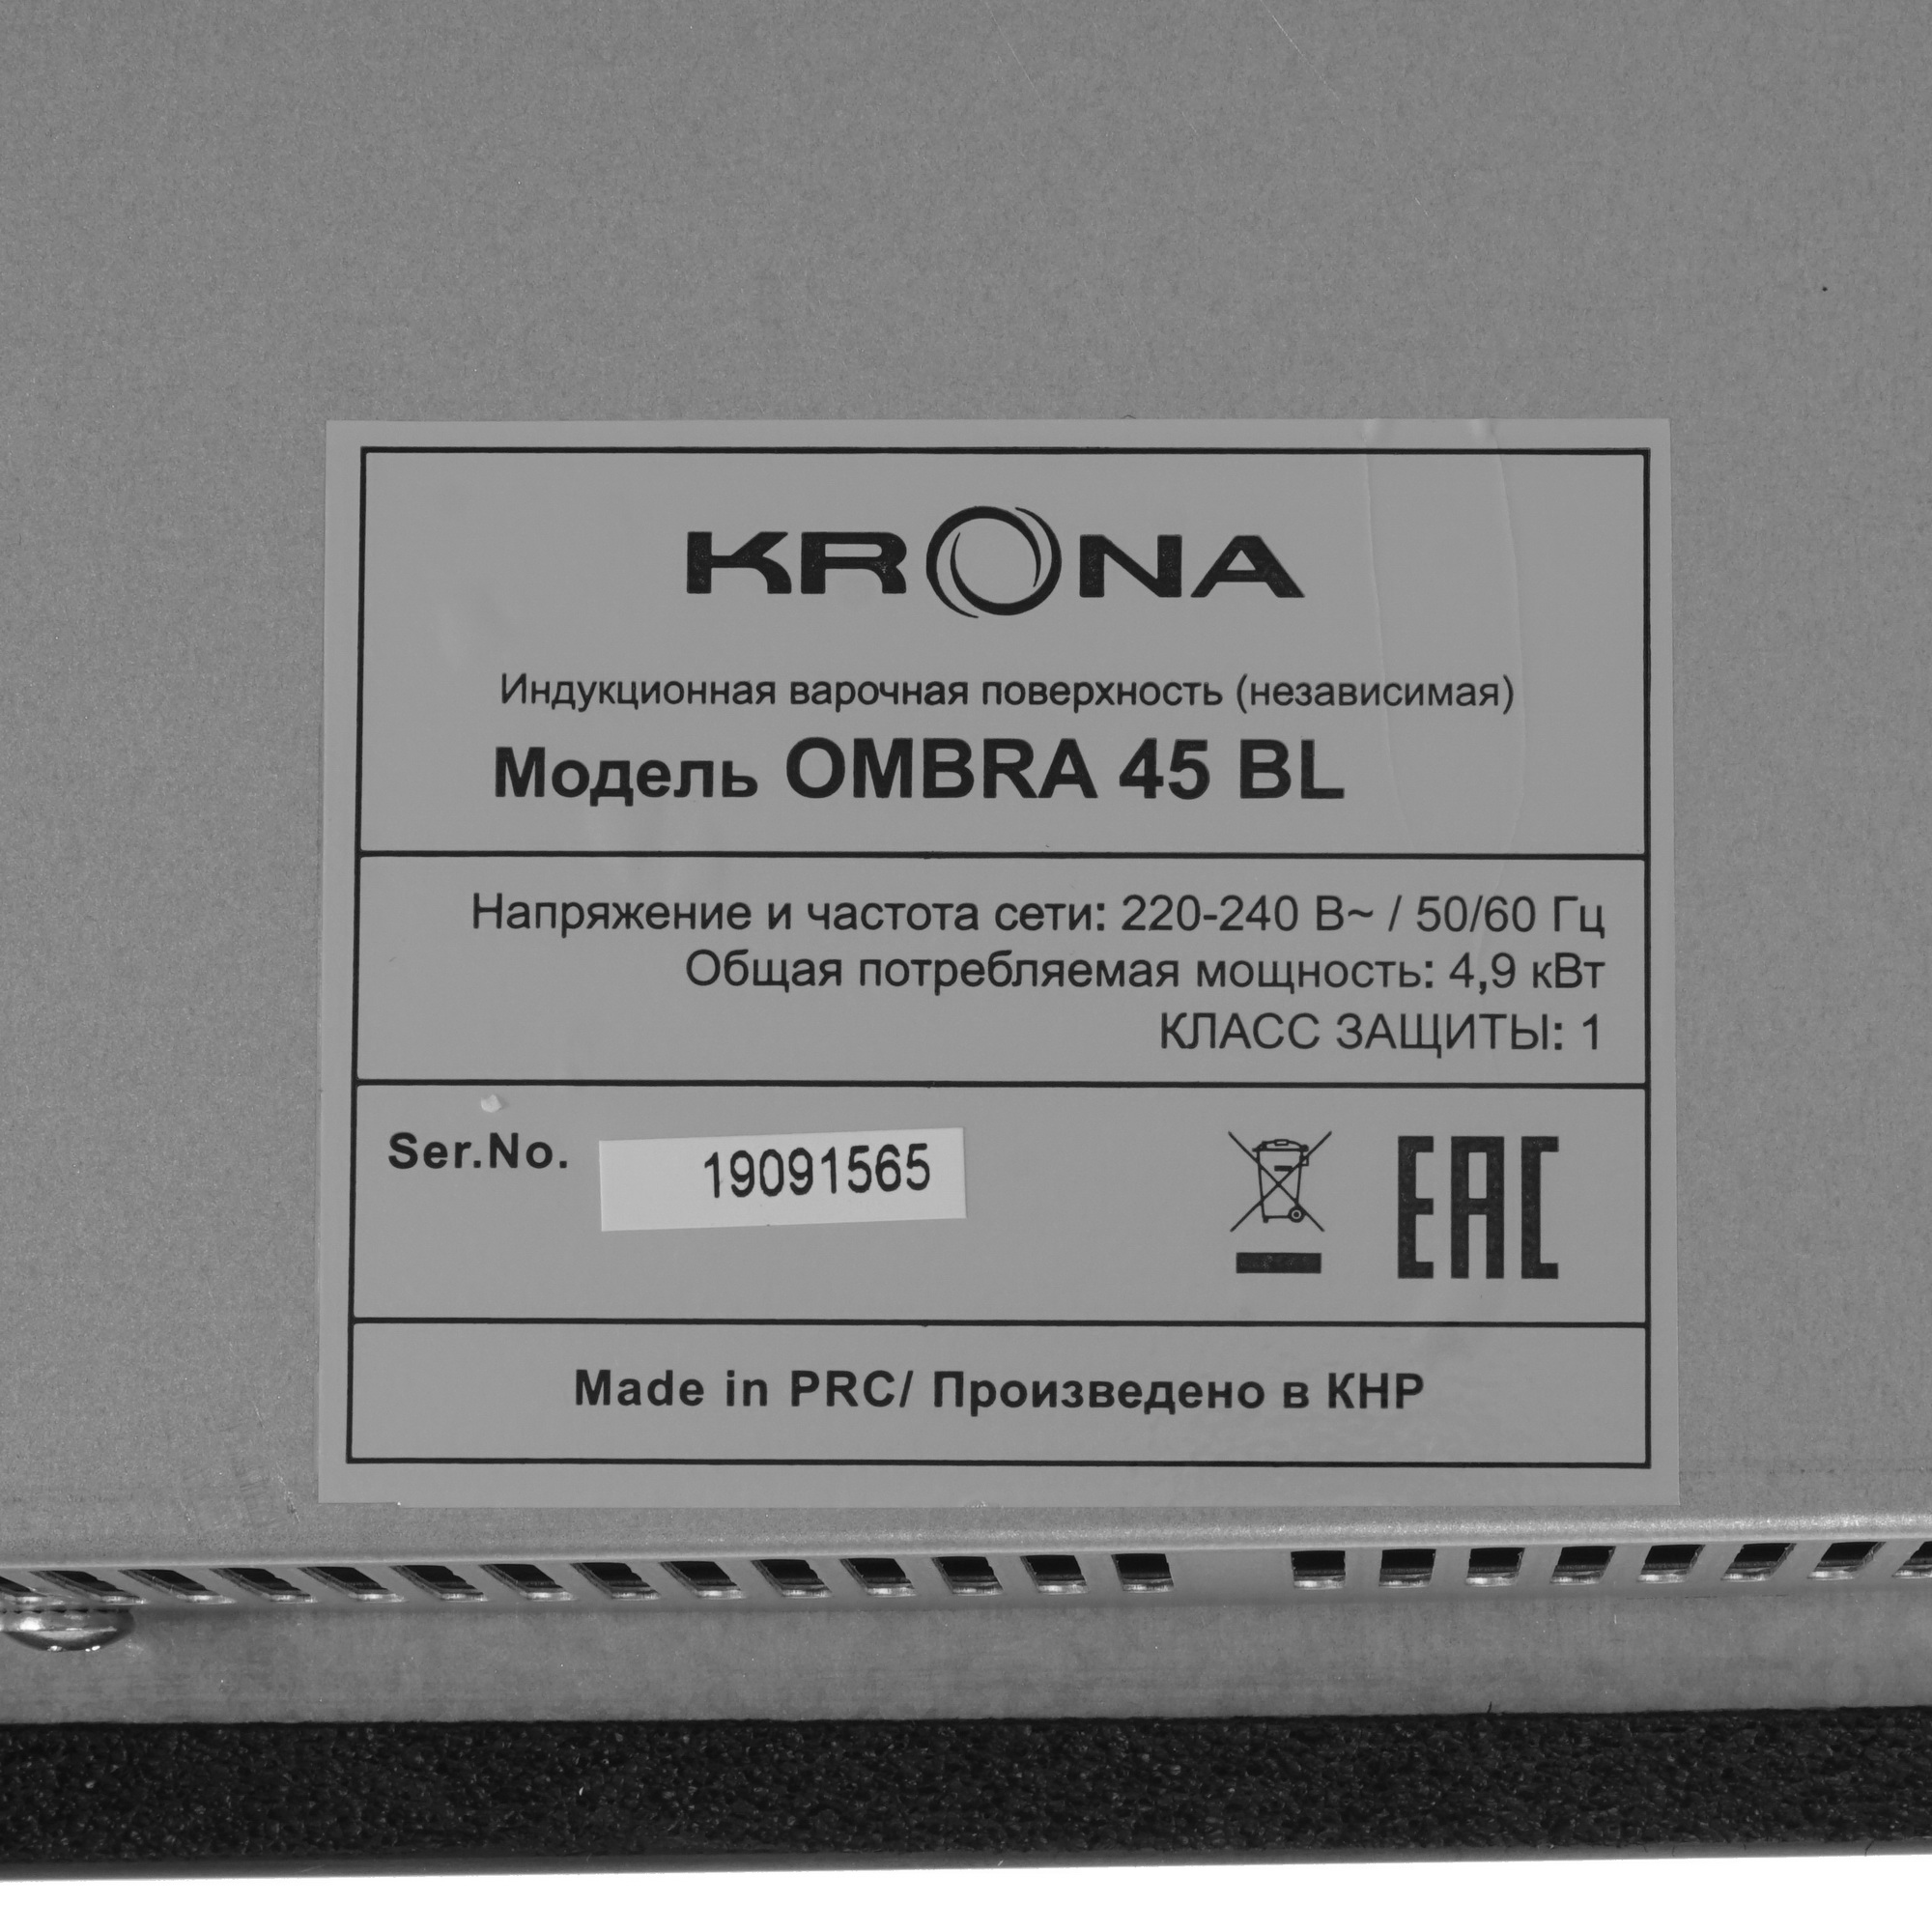 KRONA
Индукционная варочная поверхность (независимая)
Модель OMBRA 45 BL
Напряжение и частота сети: 220-240 В~ / 50/60 Гц
Общая потребляемая мощность: 4,9 кВт
КЛАСС ЗАЩИТЫ: 1
Ser.No. 19091565
EAC
Made in PRC/ Произведено в КНР